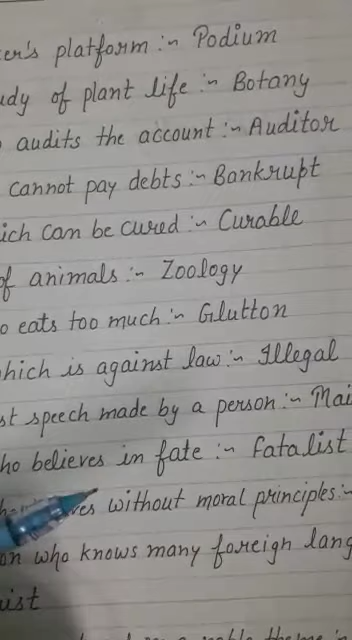 er's platform :~ Podium
udy of plant life :~ Botany
audits the account :~ Auditor
cannot pay debts :~ Bankrupt
ich can be cured :~ Curable
of animals :~ Zoology
o eats too much :~ Glutton
hich is against law :~ Illegal
st speech made by a person :~ Mai
ho believes in fate :~ Fatalist
ves without moral principles :~
on who knows many foreign lang
uist